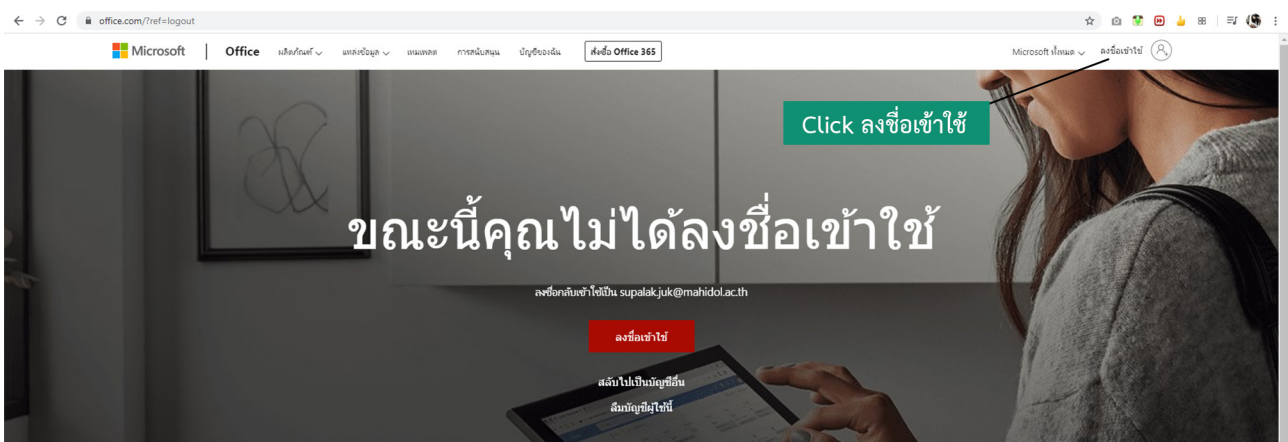 office.com/?ref=logout
Microsoft | Office ผลิตภัณฑ์ แหล่งข้อมูล เทมเพลต การสนับสนุน บัญชีของฉัน สั่งซื้อ Office 365 Microsoft ทั้งหมด ลงชื่อเข้าใช้
Click ลงชื่อเข้าใช้
ขณะนี้คุณไม่ได้ลงชื่อเข้าใช้
ลงชื่อกลับเข้าใช้เป็น supalak.juk@mahidol.ac.th
ลงชื่อเข้าใช้
สลับไปเป็นบัญชีอื่น
ลืมบัญชีผู้ใช้นี้